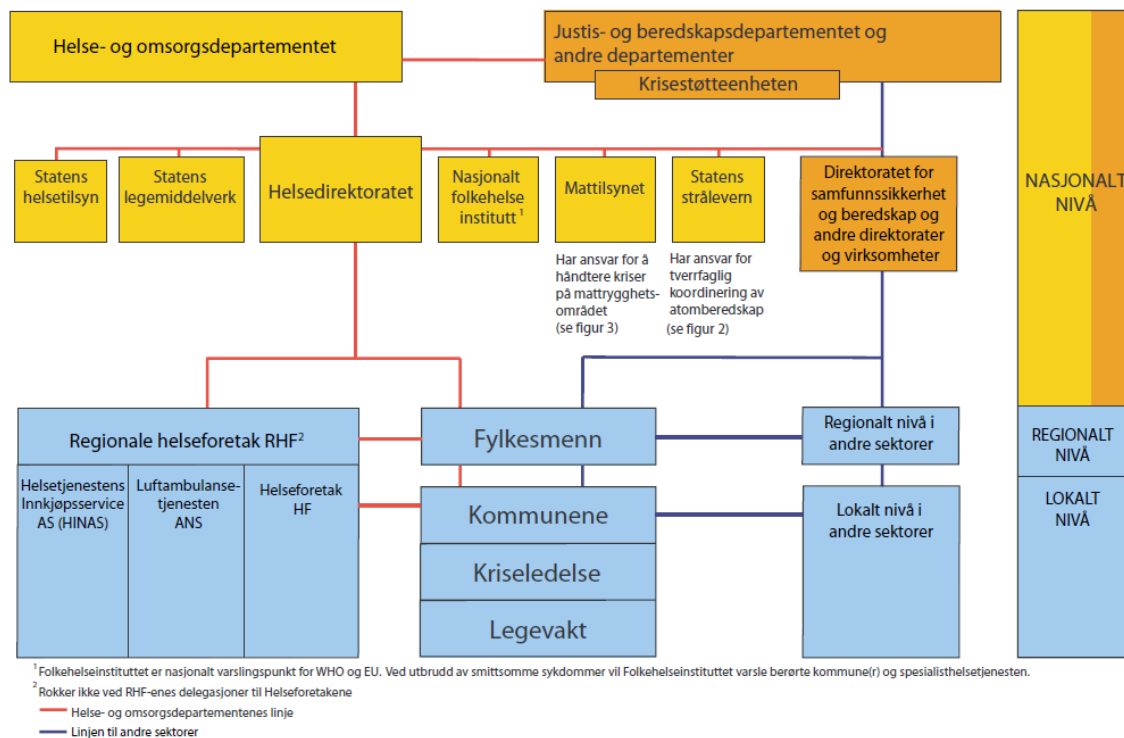 Helse- og omsorgsdepartementet
Justis- og beredskapsdepartementet og
andre departementer
Krisestøtteenheten
Statens
helsetilsyn
Statens
legemiddelverk
Helsedirektoratet
Nasjonalt
folkehelse
institutt 1
Mattilsynet
Statens
strålevern
Direktoratet for
samfunnssikkerhet
og beredskap og
andre direktorater
og virksomheter
NASJONALT
NIVÅ
Har ansvar for å
håndtere kriser
på mattrygghets-
området
(se figur 3)
Har ansvar for
tverrfaglig
koordinering av
atomberedskap
(se figur 2)
Regionale helseforetak RHF2
Fylkesmenn
Regionalt nivå i
andre sektorer
REGIONALT
NIVÅ
Helsetjenestens
Innkjøpsservice
AS (HINAS)
Luftambulanse-
tjenesten
ANS
Helseforetak
HF
Kommunene
Kriseledelse
Legevakt
Lokalt nivå i
andre sektorer
LOKALT
NIVÅ
1 Folkehelseinstituttet er nasjonalt varslingspunkt for WHO og EU. Ved utbrudd av smittsomme sykdommer vil Folkehelseinstituttet varsle berørte kommune(r) og spesialisthelsetjenesten.
2 Rokker ikke ved RHF-enes delegasjoner til Helseforetakene
Helse- og omsorgsdepartementenes linje
Linjen til andre sektorer